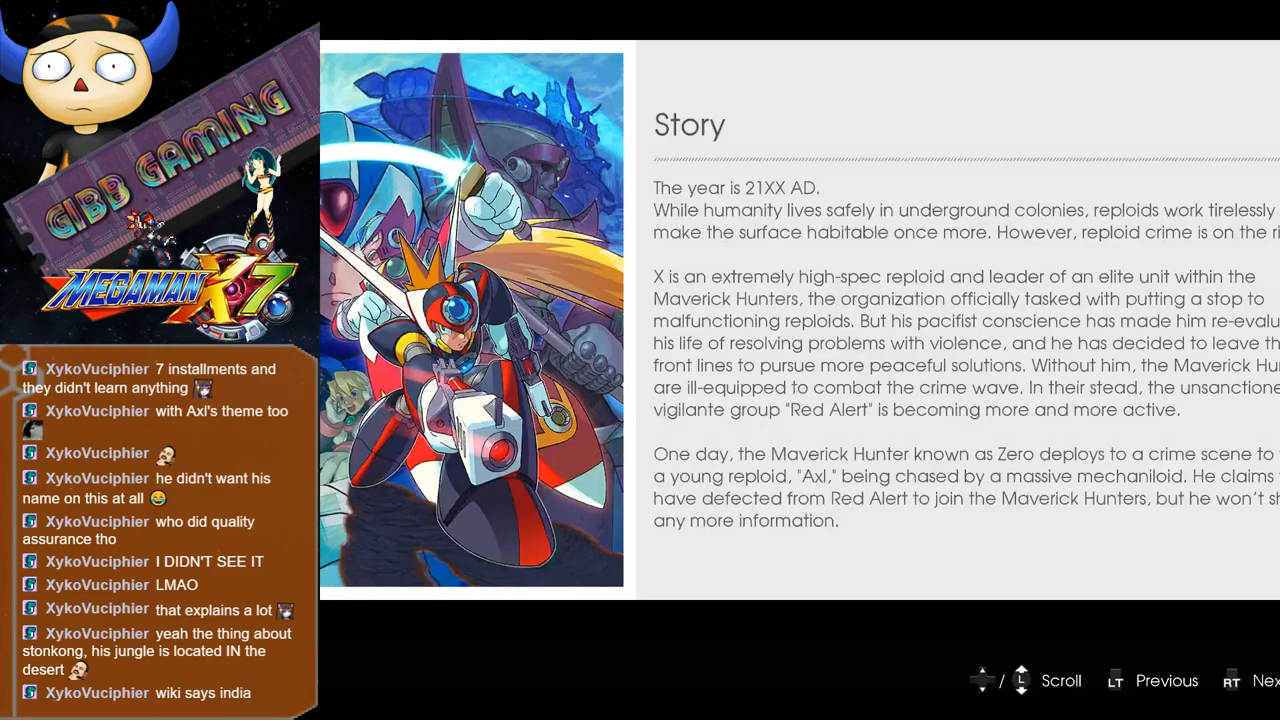 GIBB GAMING
MEGAMAN X7
XykoVuciphier 7 installments and
they didn't learn anything
XykoVuciphier with Axl's theme too
XykoVuciphier
XykoVuciphier he didn't want his
name on this at all
XykoVuciphier who did quality
assurance tho
XykoVuciphier I DIDN'T SEE IT
XykoVuciphier LMAO
XykoVuciphier that explains a lot
XykoVuciphier yeah the thing about
stonkong, his jungle is located IN the
desert
XykoVuciphier wiki says india
Story
The year is 21XX AD.
While humanity lives safely in underground colonies, reploids work tirelessly
make the surface habitable once more. However, reploid crime is on the ri
X is an extremely high-spec reploid and leader of an elite unit within the
Maverick Hunters, the organization officially tasked with putting a stop to
malfunctioning reploids. But his pacifist conscience has made him re-evalu
his life of resolving problems with violence, and he has decided to leave th
front lines to pursue more peaceful solutions. Without him, the Maverick Hu
are ill-equipped to combat the crime wave. In their stead, the unsanctione
vigilante group "Red Alert" is becoming more and more active.
One day, the Maverick Hunter known as Zero deploys to a crime scene to
a young reploid, "Axl," being chased by a massive mechaniloid. He claims
have defected from Red Alert to join the Maverick Hunters, but he won't s
any more information.
/ L Scroll LT Previous RT Nex